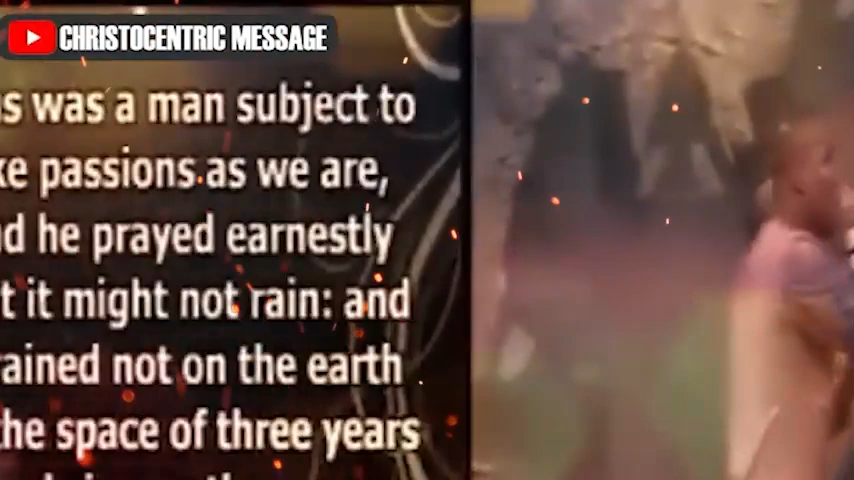 CHRISTOCENTRIC MESSAGE
s was a man subject to
ke passions as we are,
d he prayed earnestly
t it might not rain: and
ained not on the earth
the space of three years